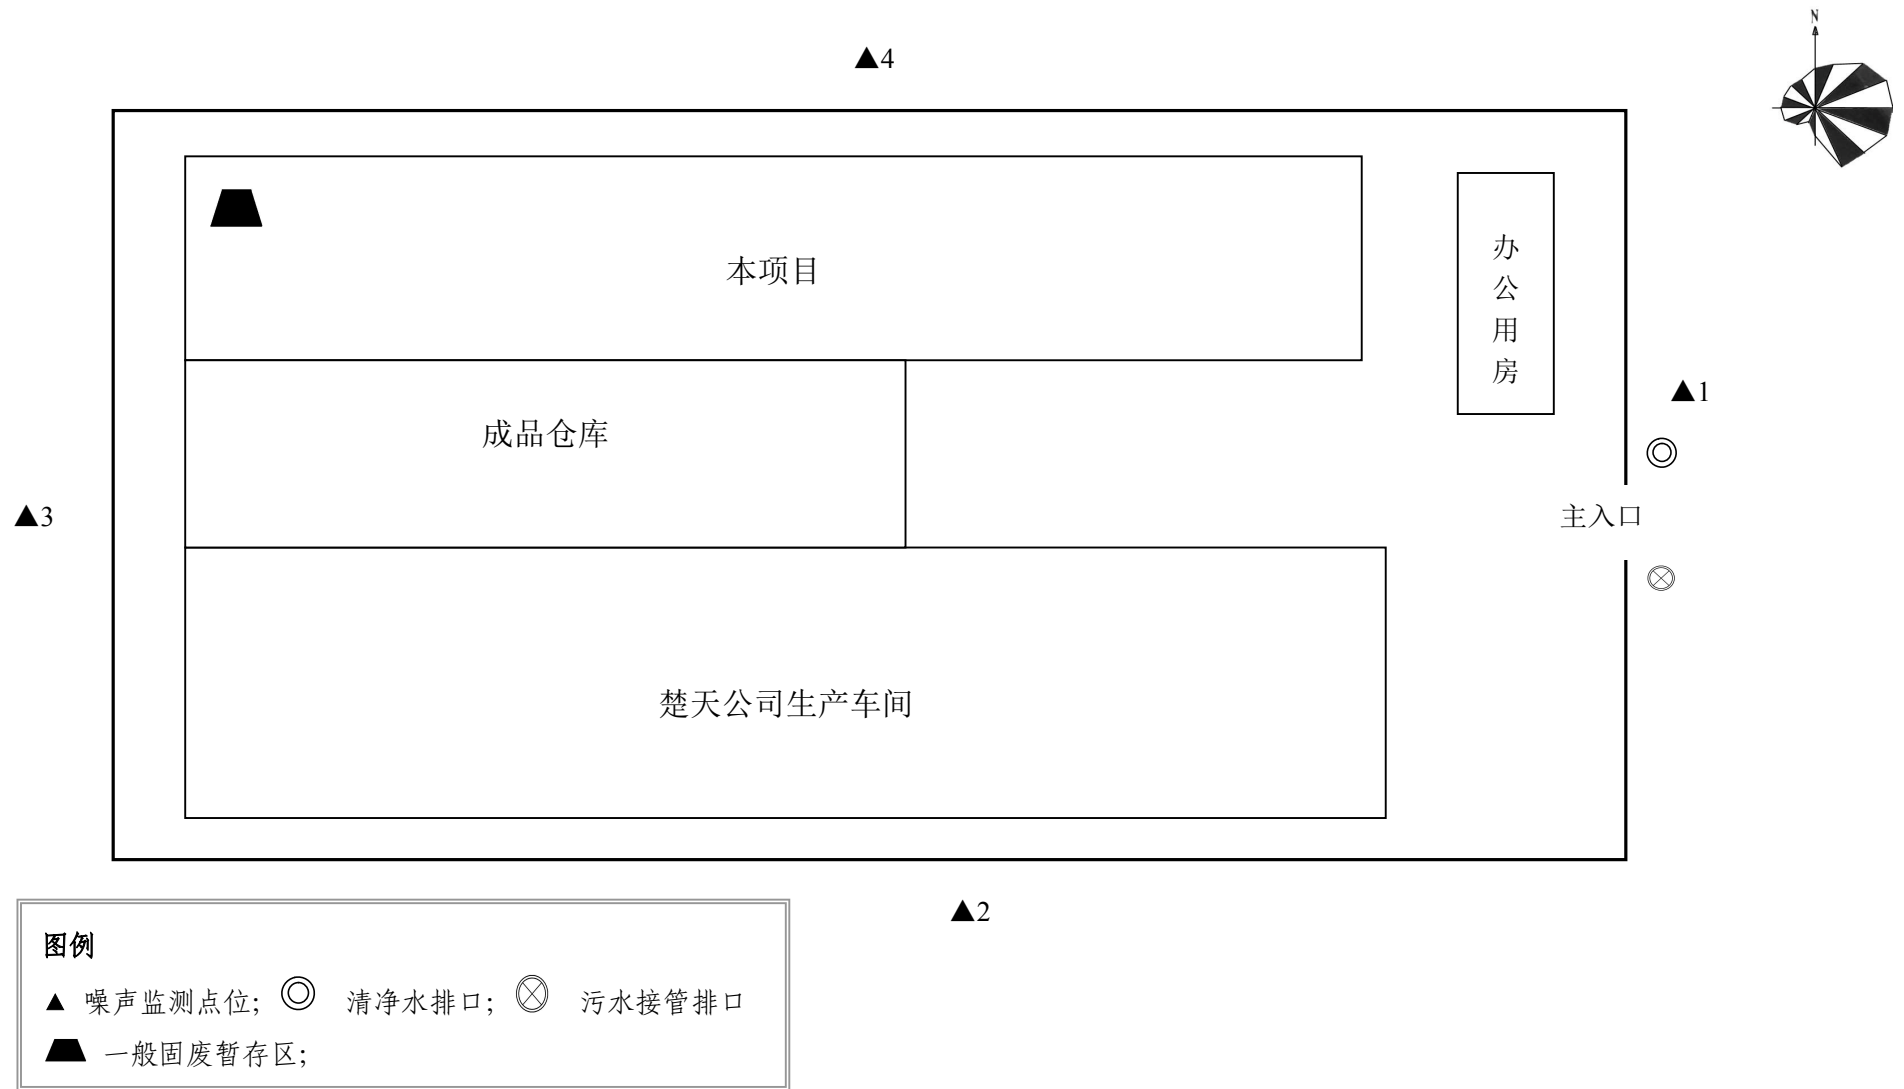 N
▲4
本项目
办公用房
▲1
成品仓库
主入口
▲3
楚天公司生产车间
▲2
图例
▲ 噪声监测点位; 清净水排口; 污水接管排口
一般固废暂存区;